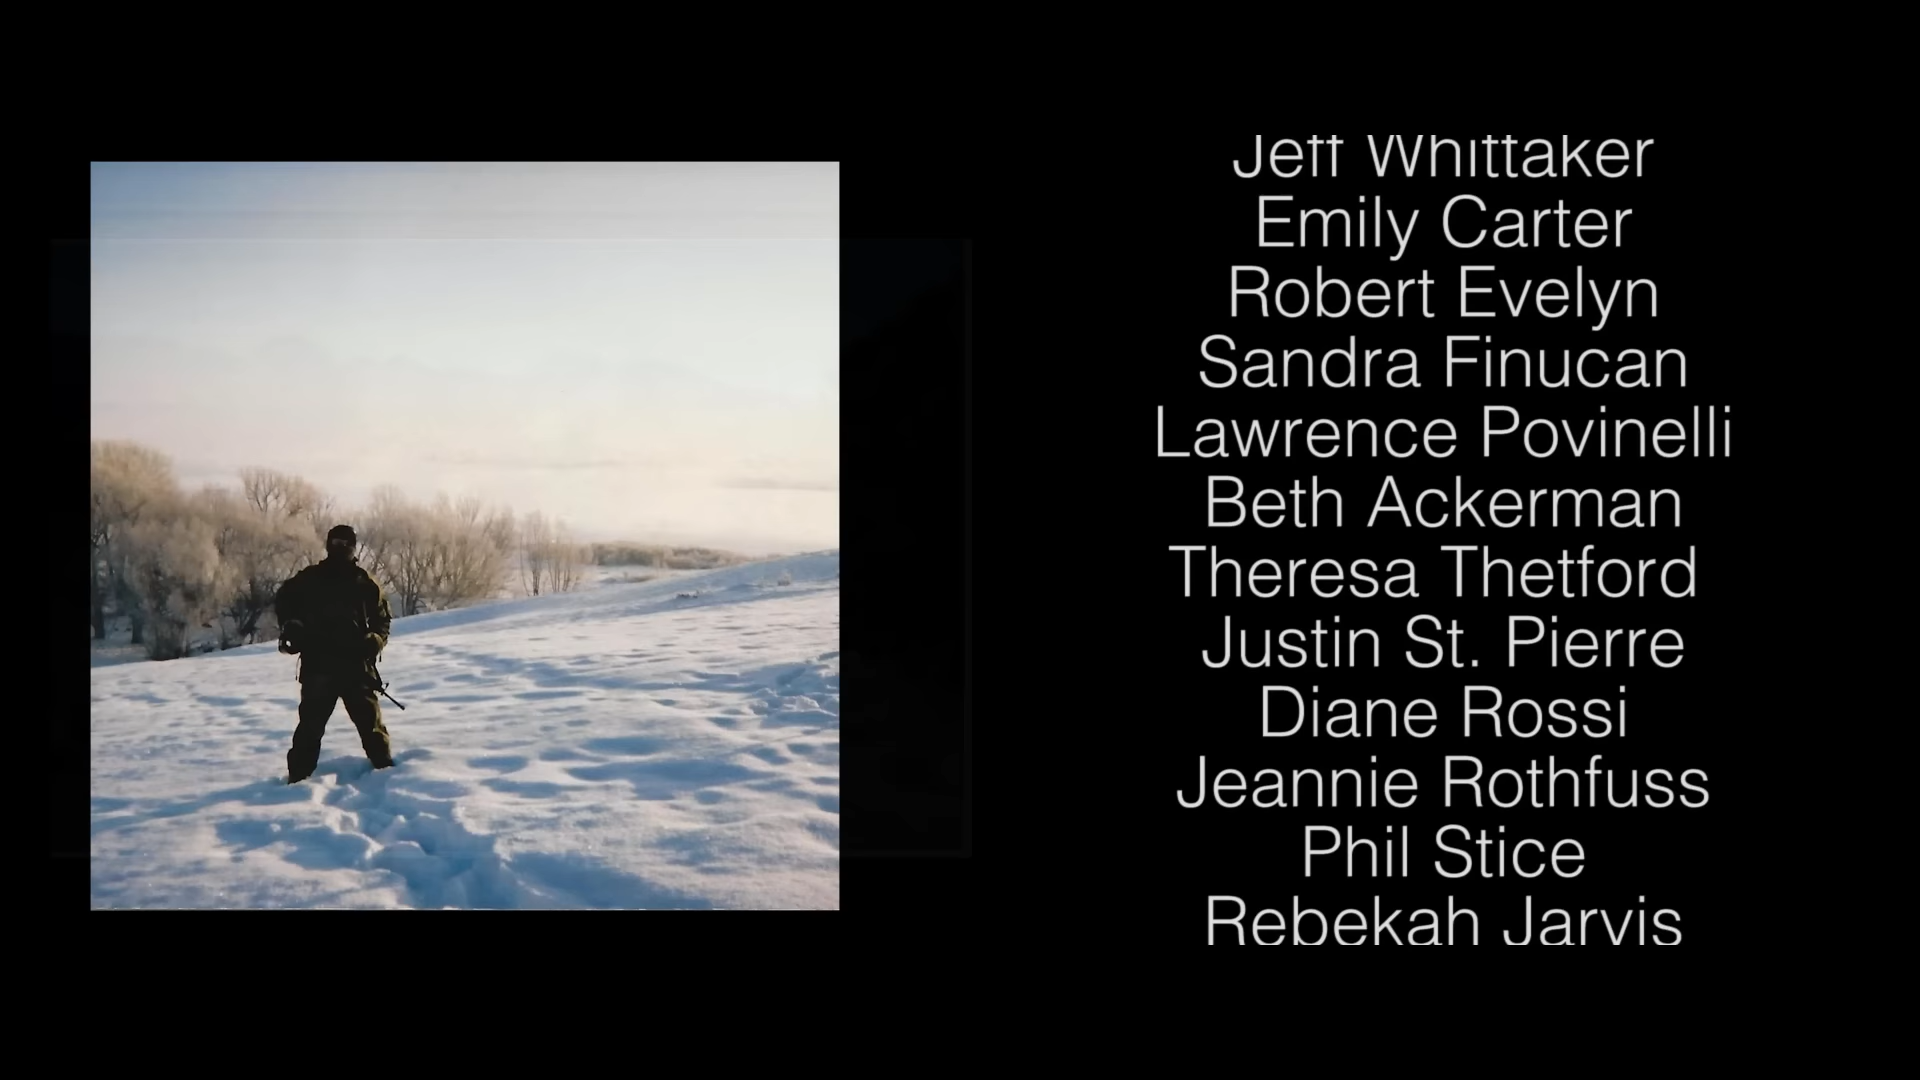 Jeff Whittaker
Emily Carter
Robert Evelyn
Sandra Finucan
Lawrence Povinelli
Beth Ackerman
Theresa Thetford
Justin St. Pierre
Diane Rossi
Jeannie Rothfuss
Phil Stice
Rebekah Jarvis